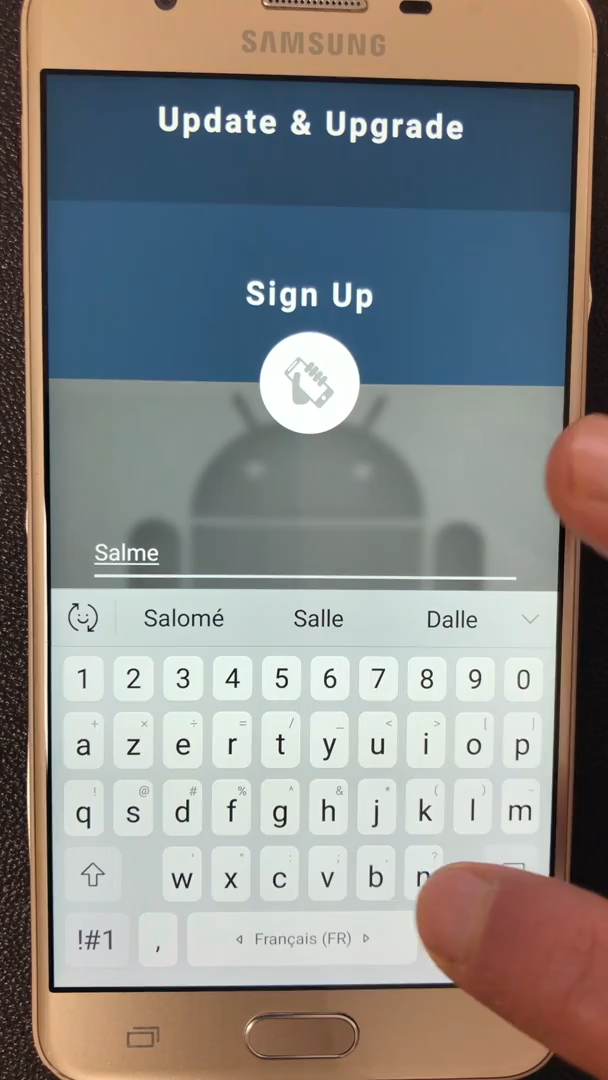 SAMSUNG
Update & Upgrade
Sign Up
Salme
Salomé Salle Dalle
1 2 3 4 5 6 7 8 9 0
+ × ÷ = / _ < > [ ]
a z e r t y u i o p
! @ # % ^ & * ( )
q s d f g h j k l m
' " : ; , ?
w x c v b n
!#1 , Français (FR)